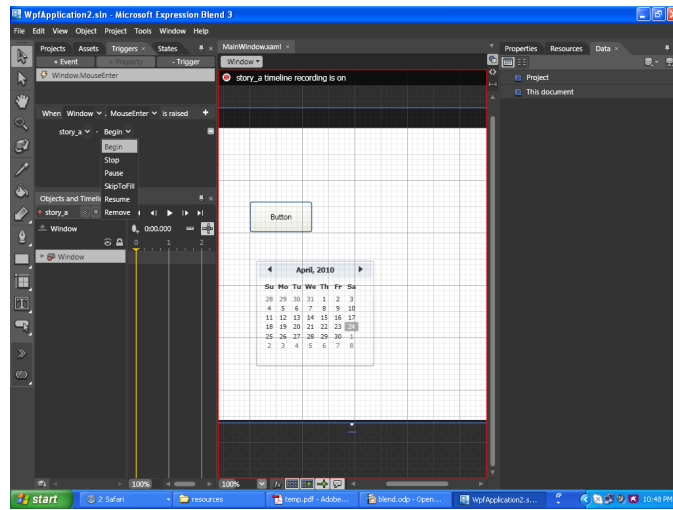 WpfApplication2.sln - Microsoft Expression Blend 3
File Edit View Object Project Tools Window Help
Projects Assets Triggers × States
MainWindow.xaml ×
Properties Resources Data ×
+ Event + Property - Trigger
Window
Window.MouseEnter
story_a timeline recording is on
Project
This document
When Window . MouseEnter is raised +
story_a . Begin
Begin
Stop
Pause
SkipToFill
Resume
Remove
Objects and Timeli
story_a
Window 0:00.000
0 1 2
Window
Button
April, 2010
Su Mo Tu We Th Fr Sa
28 29 30 31 1 2 3
4 5 6 7 8 9 10
11 12 13 14 15 16 17
18 19 20 21 22 23 24
25 26 27 28 29 30 1
2 3 4 5 6 7 8
100%
100% fx
start 2 Safari resources temp.pdf - Adobe... blend.odp - Open... WpfApplication2.s... 10:48 PM